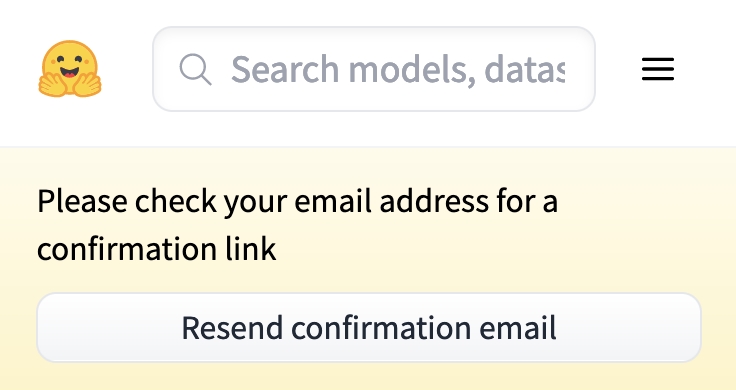 Search models, datas
Please check your email address for a
confirmation link
Resend confirmation email